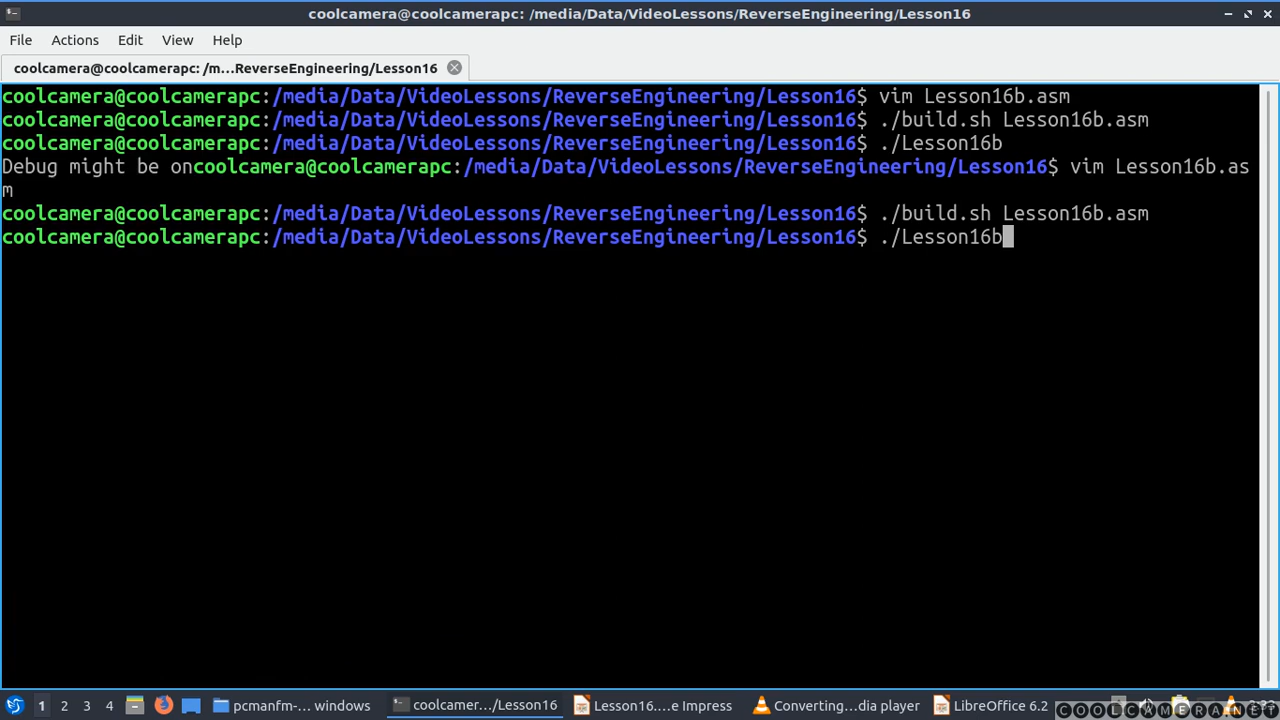 coolcamera@coolcamerapc: /media/Data/VideoLessons/ReverseEngineering/Lesson16
File Actions Edit View Help
coolcamera@coolcamerapc: /m...ReverseEngineering/Lesson16
coolcamera@coolcamerapc:/media/Data/VideoLessons/ReverseEngineering/Lesson16$ vim Lesson16b.asm
coolcamera@coolcamerapc:/media/Data/VideoLessons/ReverseEngineering/Lesson16$ ./build.sh Lesson16b.asm
coolcamera@coolcamerapc:/media/Data/VideoLessons/ReverseEngineering/Lesson16$ ./Lesson16b
Debug might be oncoolcamera@coolcamerapc:/media/Data/VideoLessons/ReverseEngineering/Lesson16$ vim Lesson16b.as
m
coolcamera@coolcamerapc:/media/Data/VideoLessons/ReverseEngineering/Lesson16$ ./build.sh Lesson16b.asm
coolcamera@coolcamerapc:/media/Data/VideoLessons/ReverseEngineering/Lesson16$ ./Lesson16b
1 2 3 4 pcmanfm-... windows coolcamer.../Lesson16 Lesson16....e Impress Converting...dia player LibreOffice 6.2
COOLCAMERA.NET